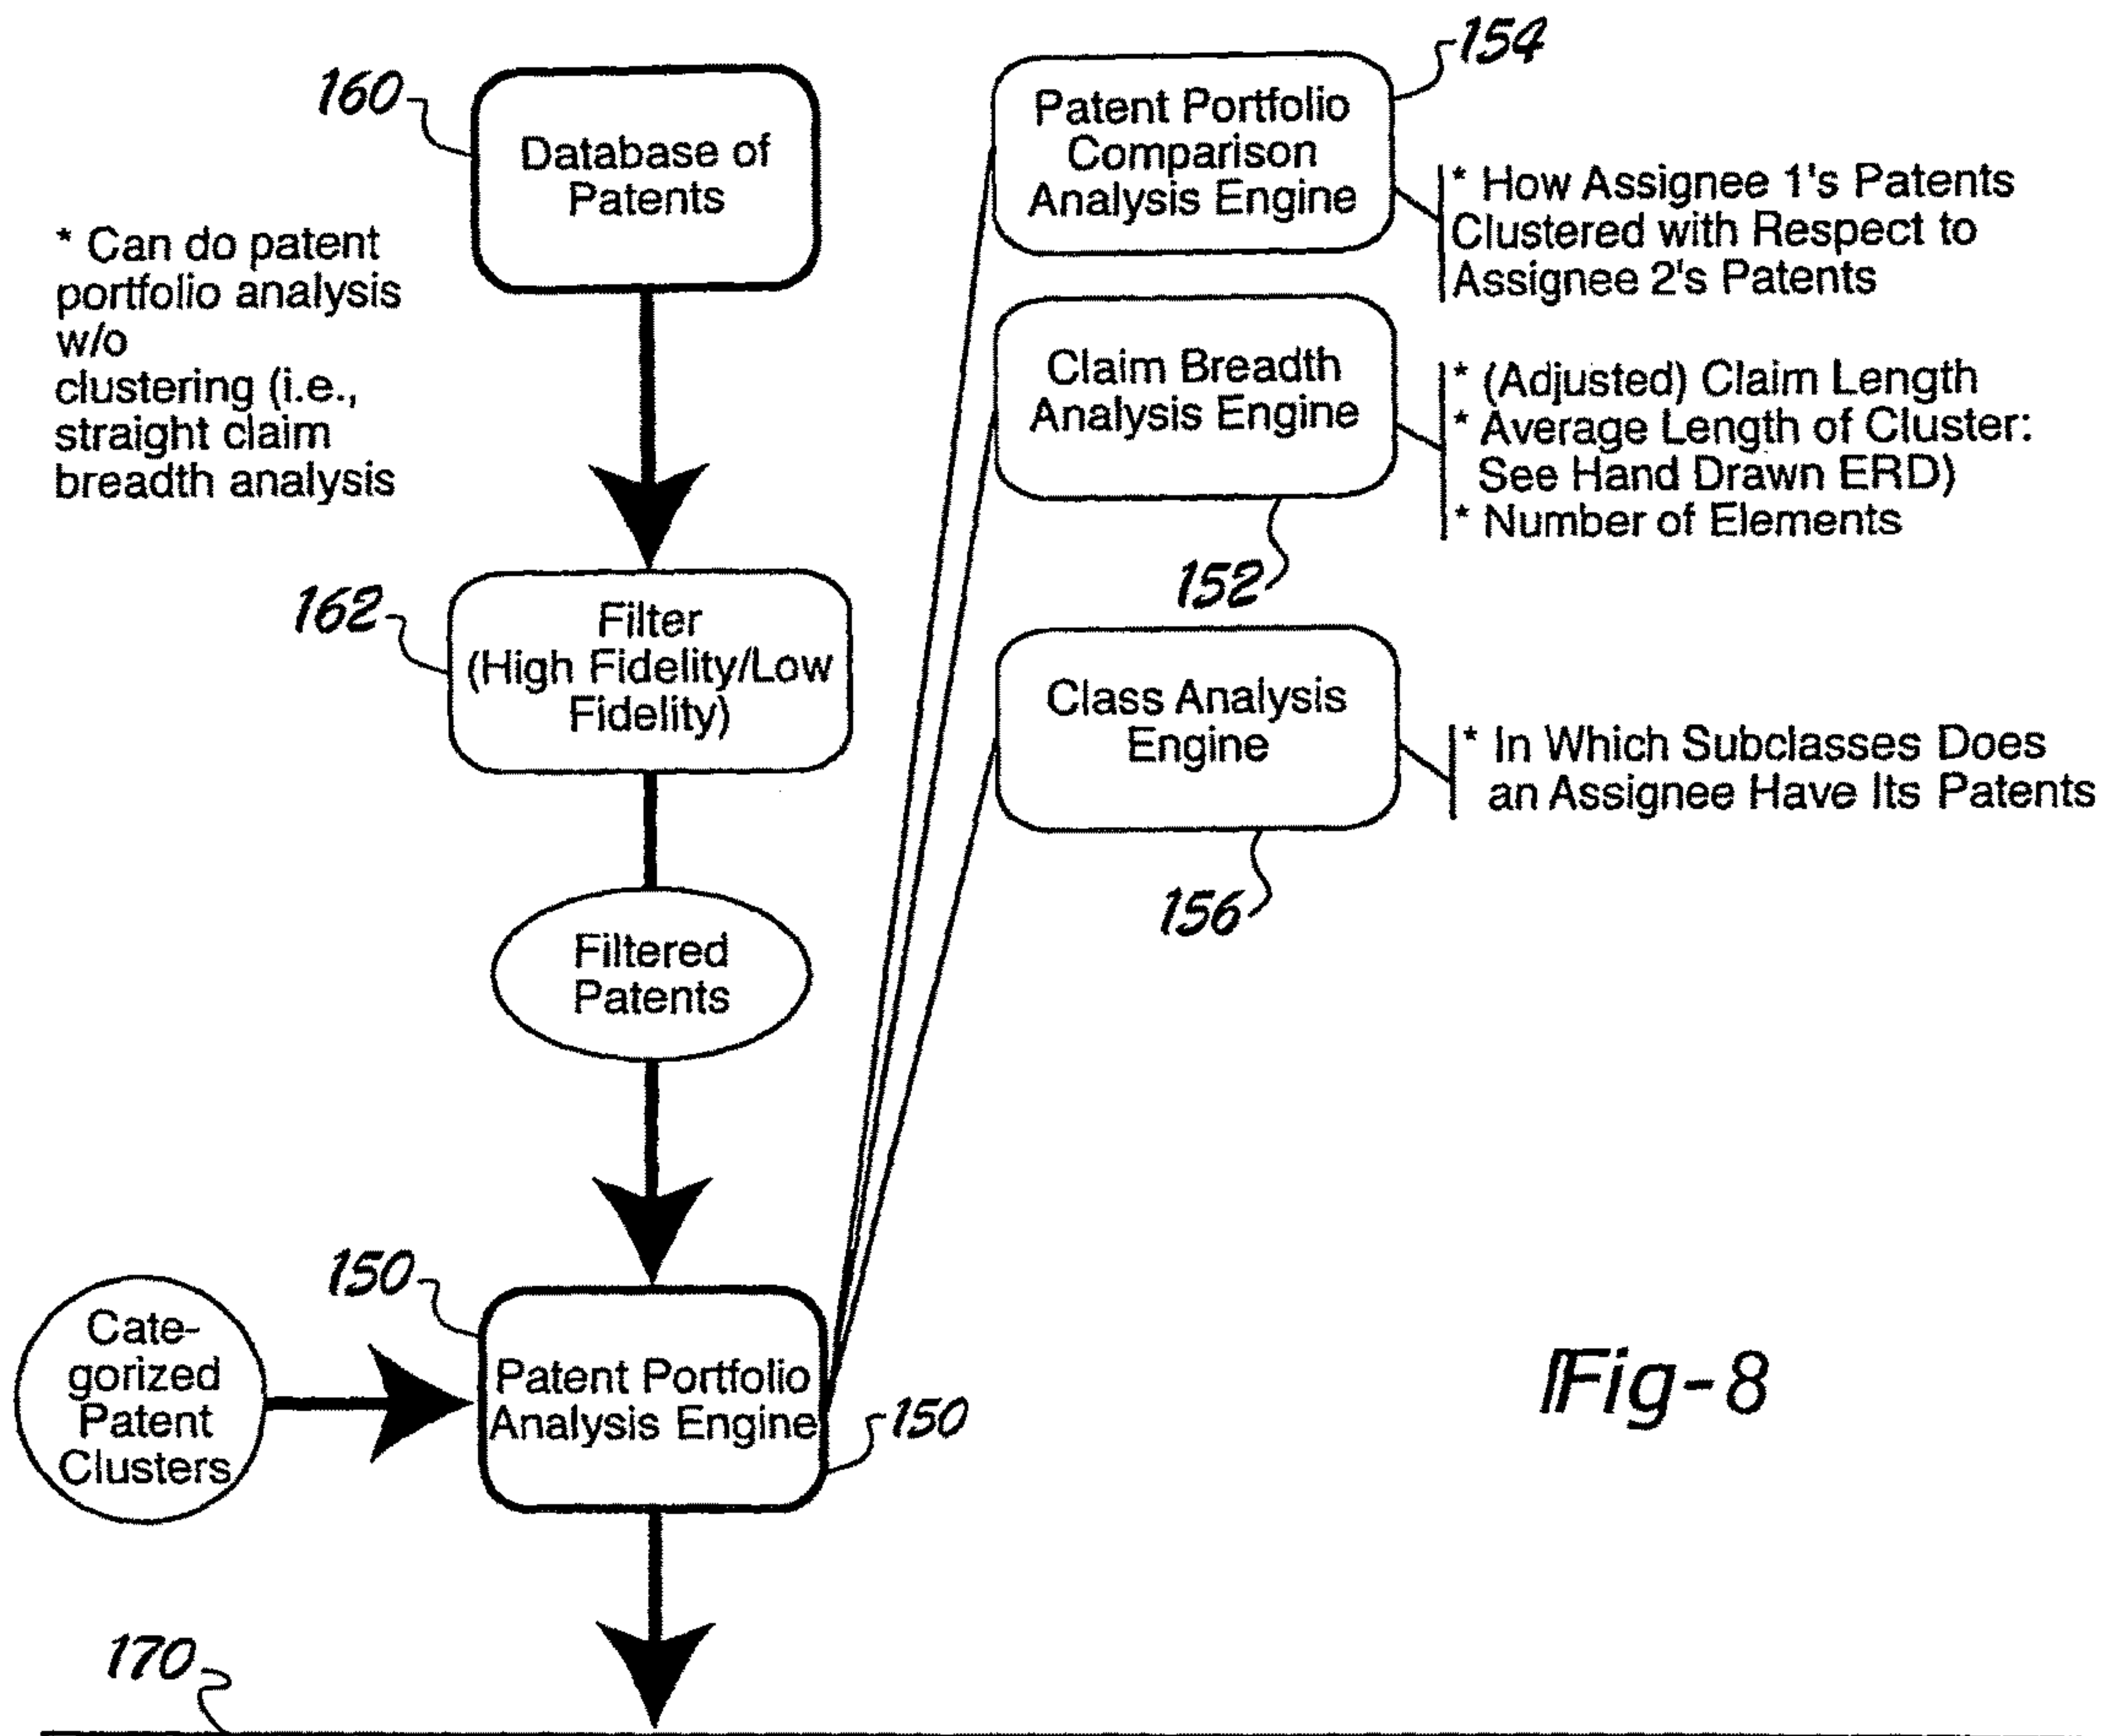 160
Database of
Patents
* Can do patent
portfolio analysis
w/o
clustering (i.e.,
straight claim
breadth analysis
162
Filter
(High Fidelity/Low
Fidelity)
Filtered
Patents
150
Cate-
gorized
Patent
Clusters
Patent Portfolio
Analysis Engine
150
170
154
Patent Portfolio
Comparison
Analysis Engine
* How Assignee 1's Patents
Clustered with Respect to
Assignee 2's Patents
Claim Breadth
Analysis Engine
* (Adjusted) Claim Length
* Average Length of Cluster:
See Hand Drawn ERD)
* Number of Elements
152
Class Analysis
Engine
* In Which Subclasses Does
an Assignee Have Its Patents
156
Fig-8